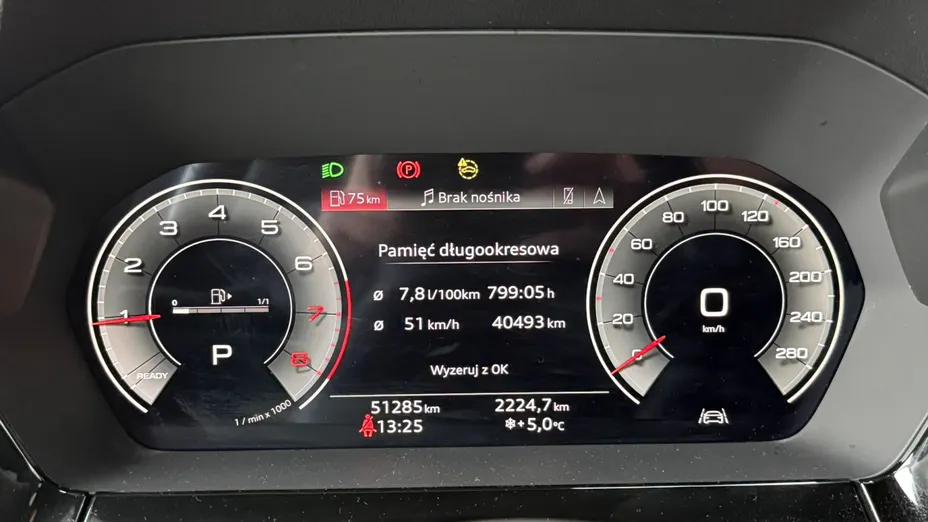 75 km
Brak nośnika
Pamięć długookresowa
ø 7,8 l/100km 799:05 h
ø 51 km/h 40493 km
Wyzeruj z OK
51285 km 2224,7 km
13:25 +5,0 °C
1 2 3 4 5 6 7 8
READY
1 / min x 1000
0 1/1
P
0 20 40 60 80 100 120 160 200 240 280
0
km/h
P